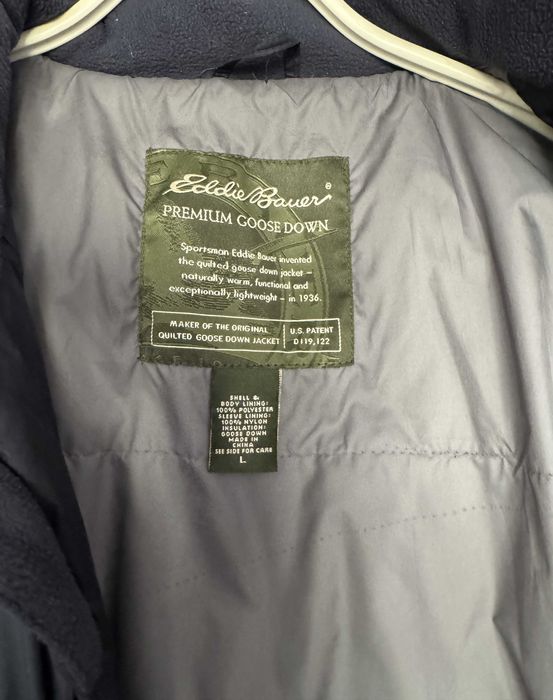 Eddie Bauer®
PREMIUM GOOSE DOWN
Sportsman Eddie Bauer invented
the quilted goose down jacket –
naturally warm, functional and
exceptionally lightweight – in 1936.
MAKER OF THE ORIGINAL
QUILTED GOOSE DOWN JACKET
U.S. PATENT
D119,122
SHELL &
BODY LINING:
100% POLYESTER
SLEEVE LINING:
100% NYLON
INSULATION:
GOOSE DOWN
MADE IN
CHINA
SEE SIDE FOR CARE
L